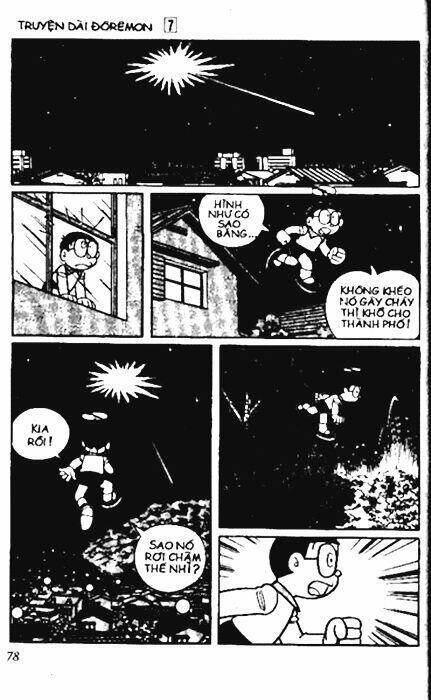 TRUYỆN DÀI ĐÔRÊMON 7
HÌNH
NHƯ CÓ
SAO
BĂNG...
KHÔNG KHÉO
NÓ GÂY CHÁY
THÌ KHỔ CHO
THÀNH PHỐ!
KIA
RỒI!
SAO NÓ
RƠI CHẬM
THẾ NHỈ?
78